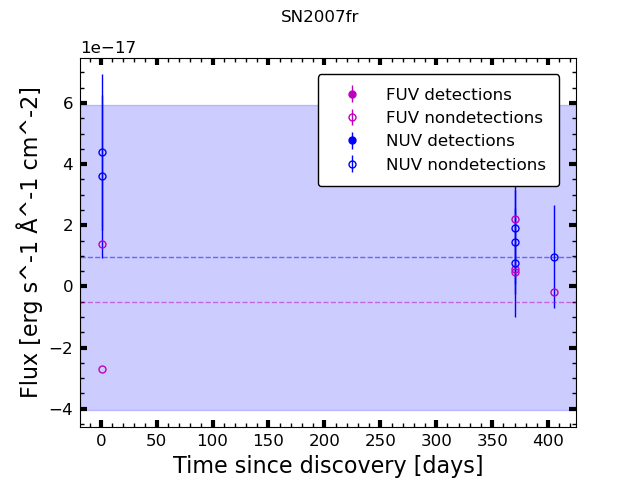 SN2007fr
1e−17
FUV detections
FUV nondetections
NUV detections
NUV nondetections
6
4
2
0
−2
−4
Flux [erg s^-1 Å^-1 cm^-2]
0 50 100 150 200 250 300 350 400
Time since discovery [days]